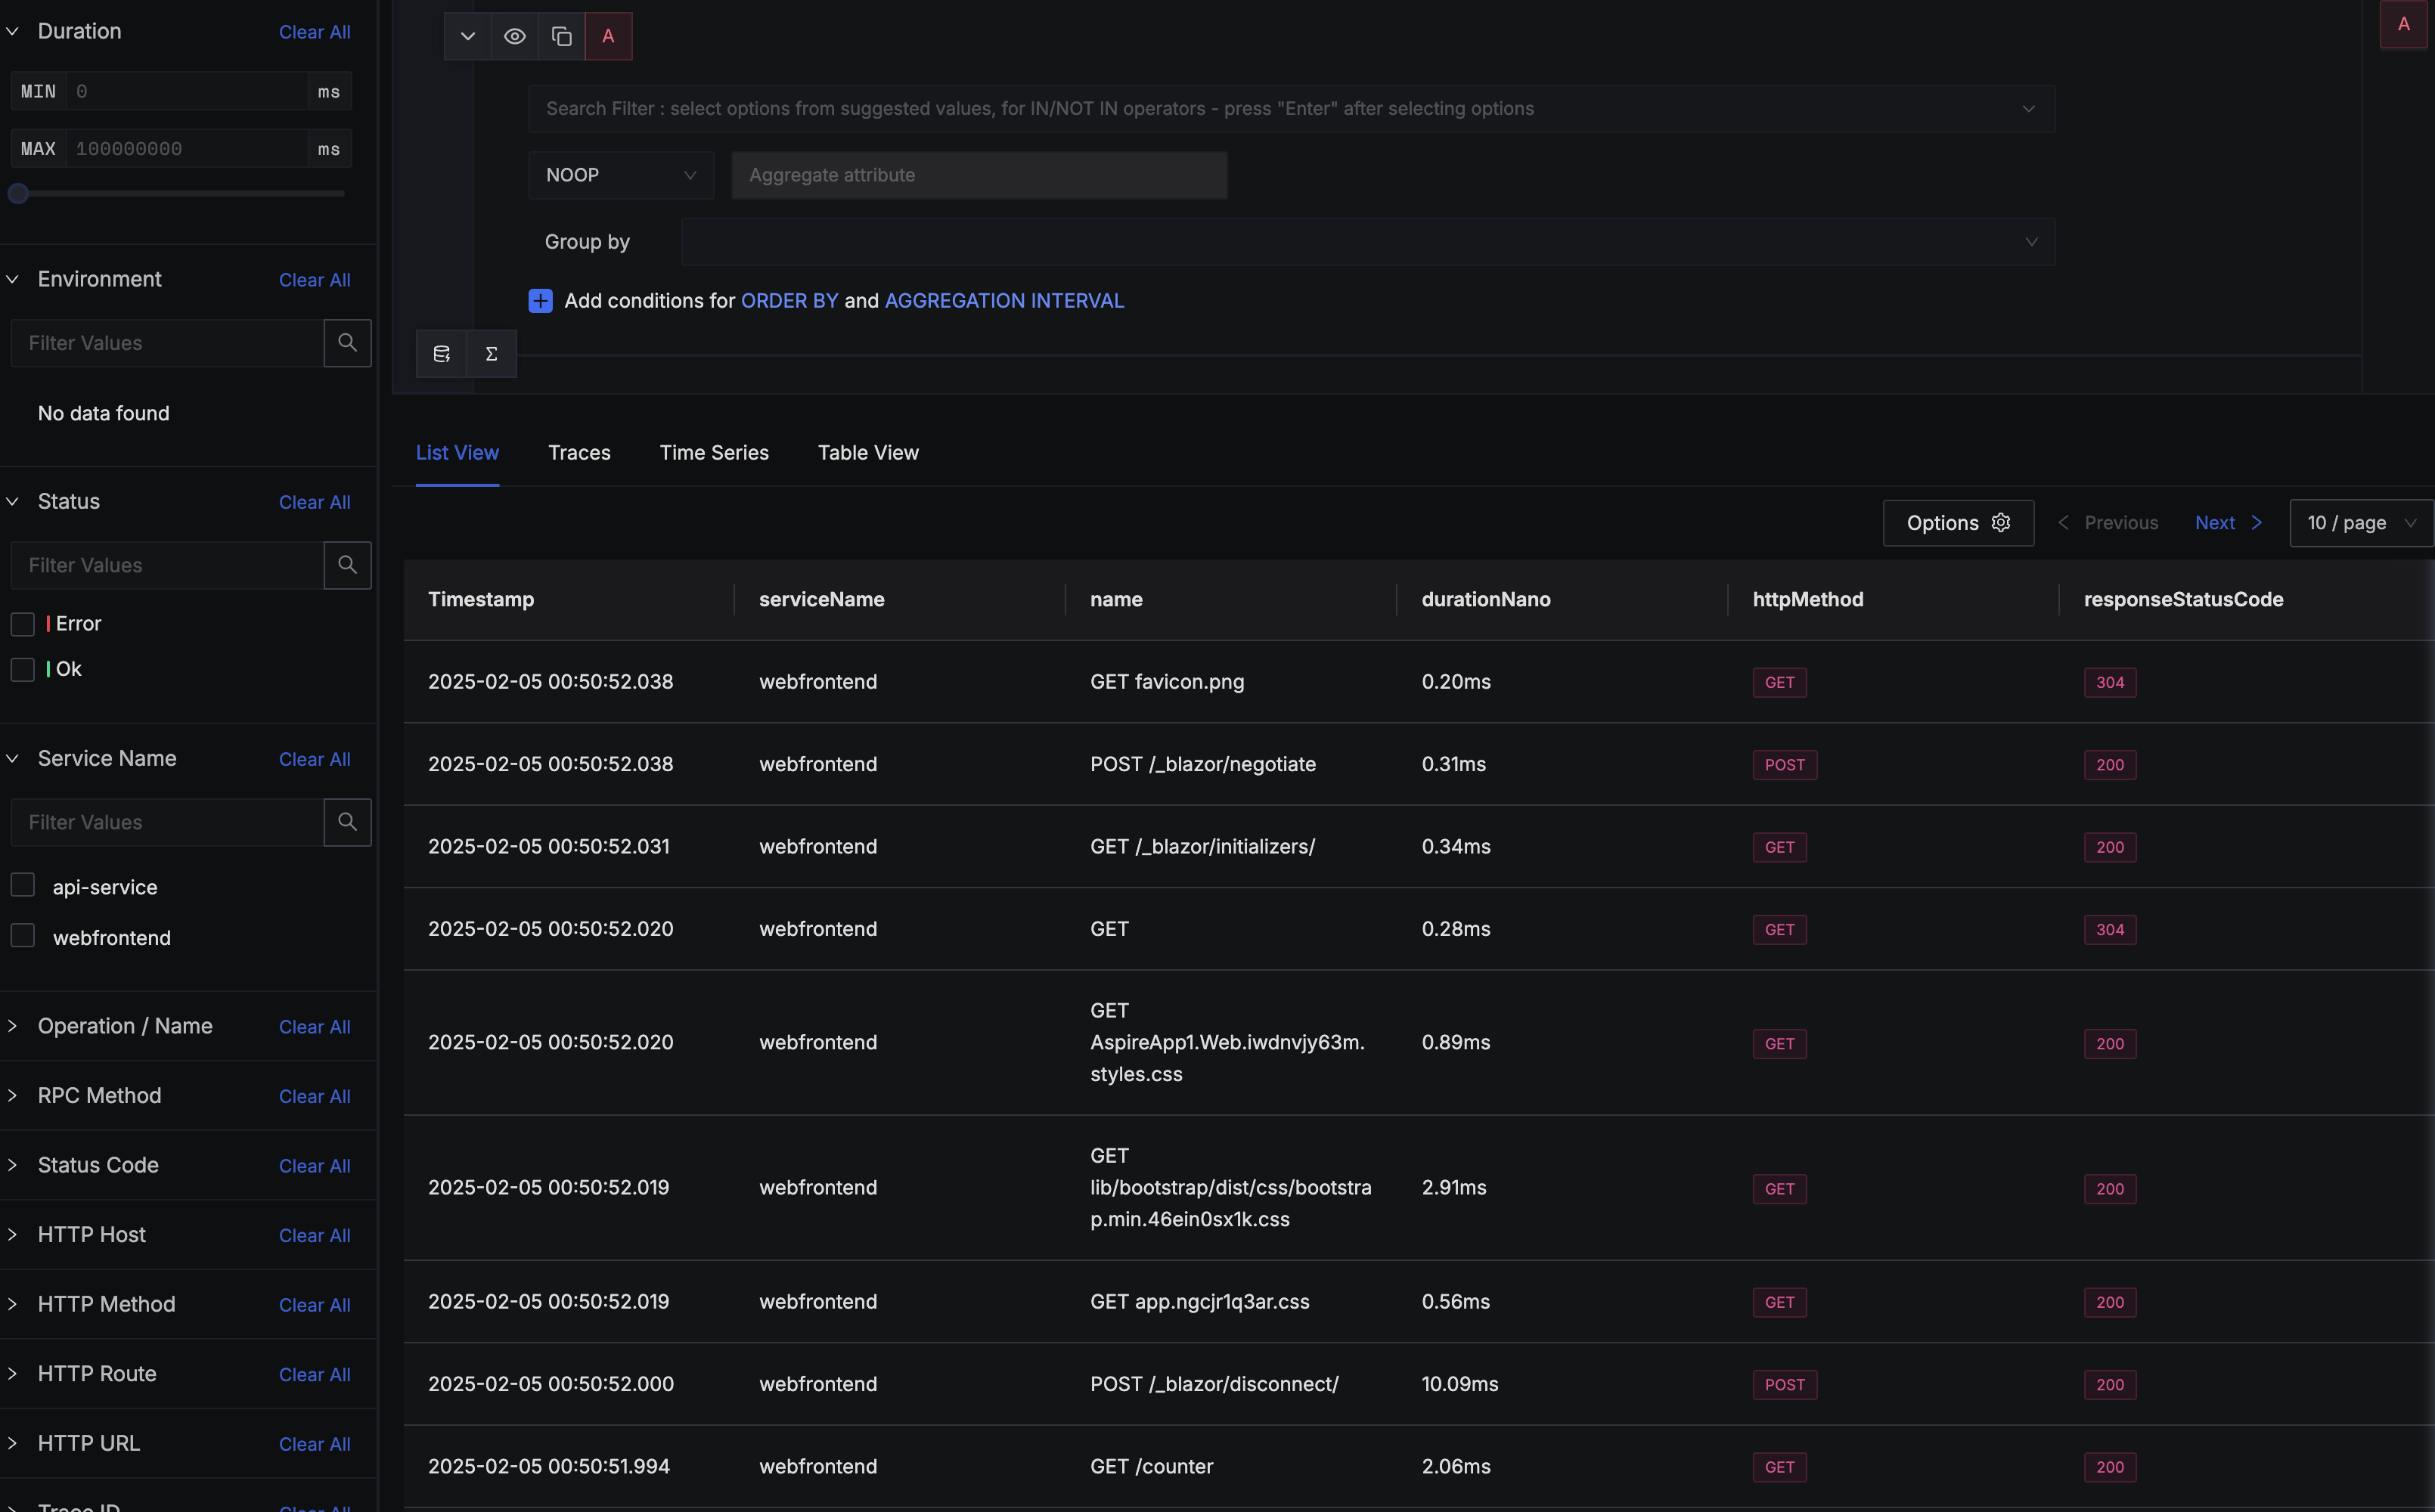 Duration Clear All
MIN 0 ms
MAX 100000000 ms
Environment Clear All
Filter Values
No data found
Status Clear All
Filter Values
Error
Ok
Service Name Clear All
Filter Values
api-service
webfrontend
Operation / Name Clear All
RPC Method Clear All
Status Code Clear All
HTTP Host Clear All
HTTP Method Clear All
HTTP Route Clear All
HTTP URL Clear All
Trace ID Clear All
A
A
Search Filter : select options from suggested values, for IN/NOT IN operators - press "Enter" after selecting options
NOOP Aggregate attribute
Group by
Add conditions for ORDER BY and AGGREGATION INTERVAL
Σ
List View Traces Time Series Table View
Options Previous Next 10 / page
Timestamp serviceName name durationNano httpMethod responseStatusCode
2025-02-05 00:50:52.038 webfrontend GET favicon.png 0.20ms GET 304
2025-02-05 00:50:52.038 webfrontend POST /_blazor/negotiate 0.31ms POST 200
2025-02-05 00:50:52.031 webfrontend GET /_blazor/initializers/ 0.34ms GET 200
2025-02-05 00:50:52.020 webfrontend GET 0.28ms GET 304
GET
2025-02-05 00:50:52.020 webfrontend AspireApp1.Web.iwdnvjy63m. 0.89ms GET 200
styles.css
GET
2025-02-05 00:50:52.019 webfrontend lib/bootstrap/dist/css/bootstra 2.91ms GET 200
p.min.46ein0sx1k.css
2025-02-05 00:50:52.019 webfrontend GET app.ngcjr1q3ar.css 0.56ms GET 200
2025-02-05 00:50:52.000 webfrontend POST /_blazor/disconnect/ 10.09ms POST 200
2025-02-05 00:50:51.994 webfrontend GET /counter 2.06ms GET 200